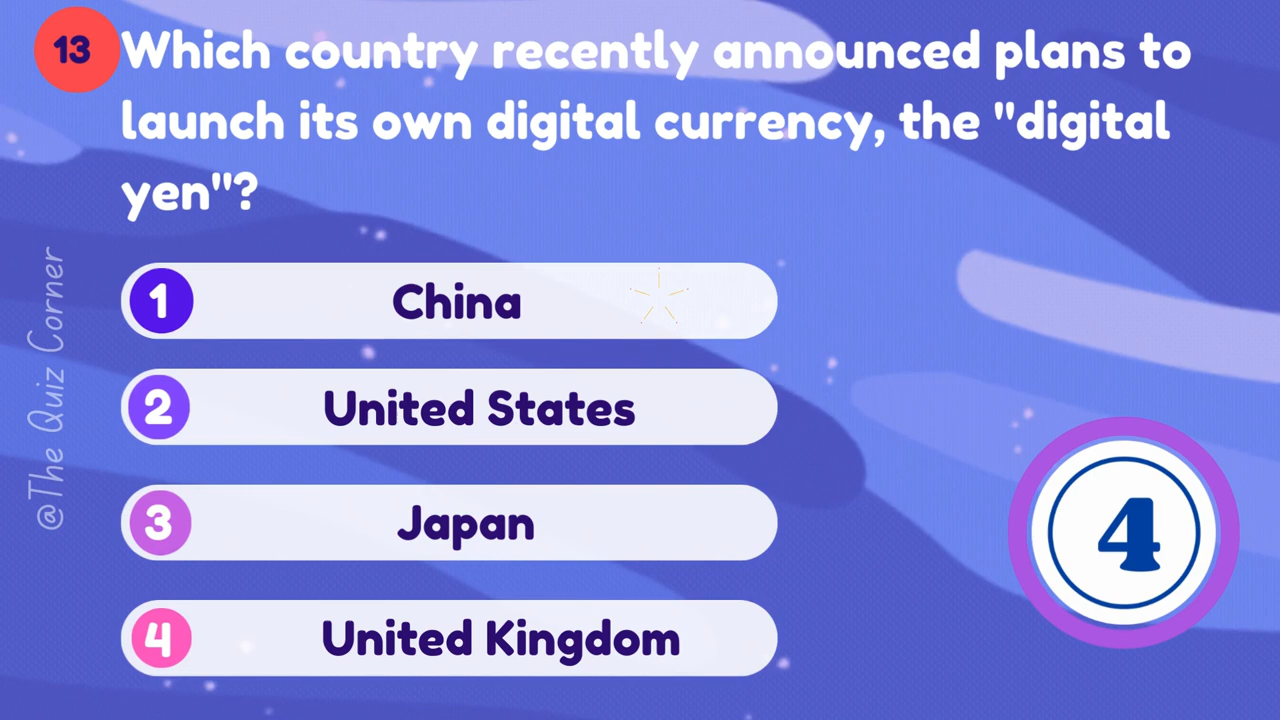 13
Which country recently announced plans to
launch its own digital currency, the "digital
yen"?
1 China
2 United States
3 Japan
4 United Kingdom
4
@The Quiz Corner